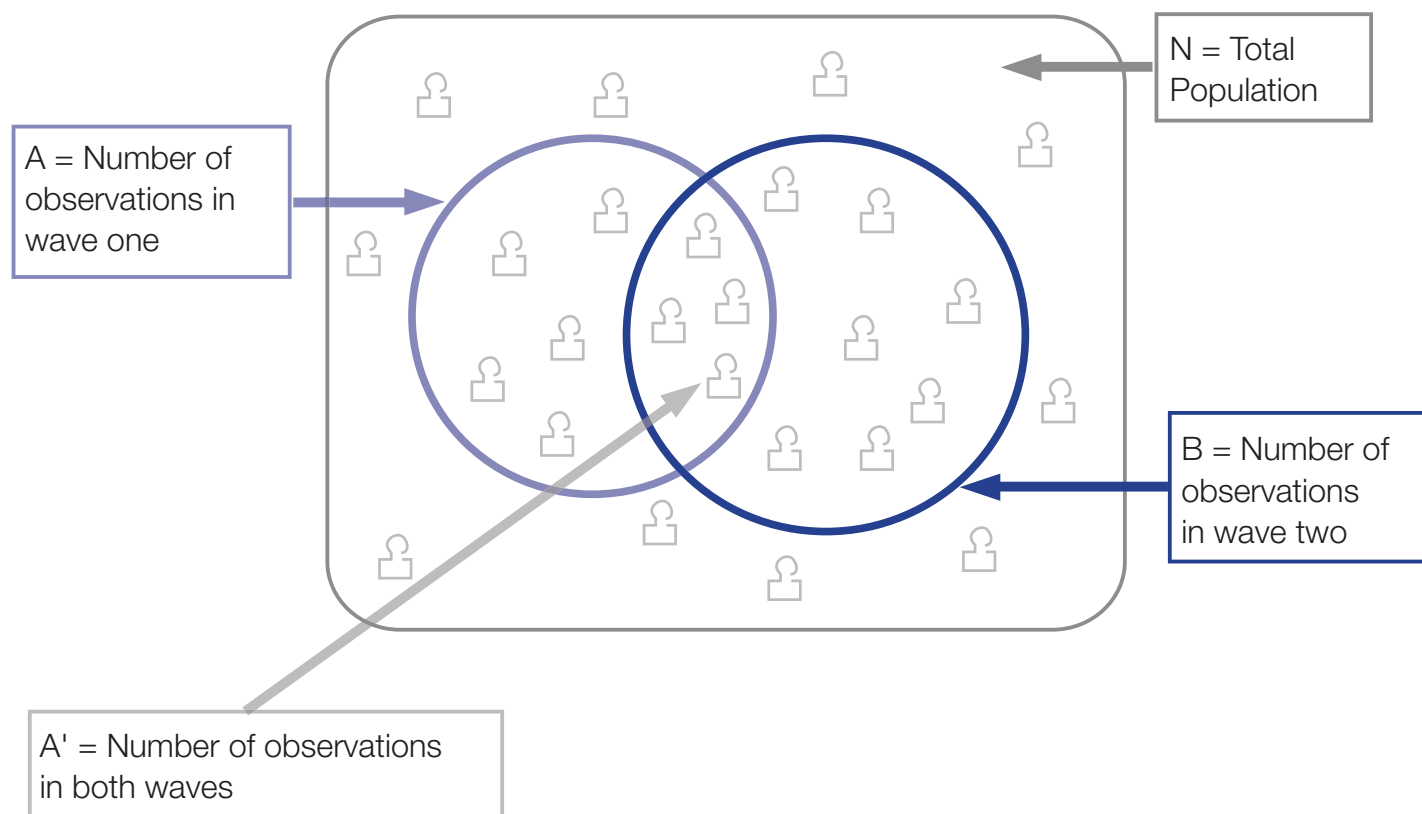 N = Total
Population
A = Number of
observations in
wave one
B = Number of
observations
in wave two
A' = Number of observations
in both waves